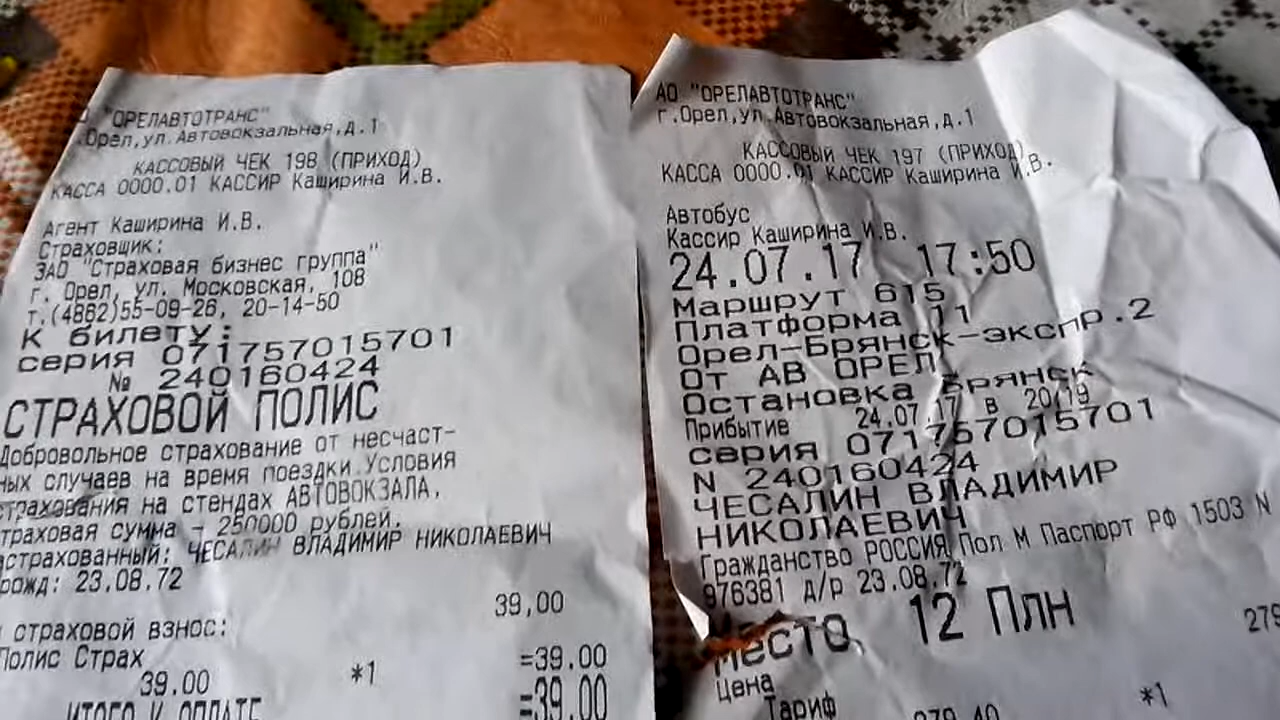 "ОРЕЛАВТОТРАНС"
.Орел,ул.Автовокзальная,д.1
КАССОВЫЙ ЧЕК 198 (ПРИХОД)
КАССА 0000.01 КАССИР Каширина И.В.
Агент Каширина И.В.
Страховщик:
ЗАО "Страховая бизнес группа"
г. Орел, ул. Московская, 108
т.(4862)55-09-26, 20-14-50
К билету:
серия 071757015701
№ 240160424
СТРАХОВОЙ ПОЛИС
Добровольное страхование от несчаст-
ных случаев на время поездки.Условия
страхования на стендах АВТОВОКЗАЛА,
траховая сумма - 250000 рублей.
астрахованный: ЧЕСАЛИН ВЛАДИМИР НИКОЛАЕВИЧ
рожд: 23.08.72
39,00
страховой взнос:
Полис Страх
39.00 *1 =39.00
ИТОГО К ОПЛАТЕ =39.00
АО "ОРЕЛАВТОТРАНС"
г.Орел,ул.Автовокзальная,д.1
КАССОВЫЙ ЧЕК 197 (ПРИХОД)
КАССА 0000.01 КАССИР Каширина И.В.
Автобус
Кассир Каширина И.В.
24.07.17 17:50
Маршрут 615
Платформа 11
Орел-Брянск-экспр.2
От АВ ОРЕЛ
Остановка Брянск
Прибытие 24.07.17 в 20/19
серия 071757015701
N 240160424
ЧЕСАЛИН ВЛАДИМИР
НИКОЛАЕВИЧ
Гражданство РОССИЯ Пол М Паспорт РФ 1503 N
976381 д/р 23.08.72
Место 12 Плн
Цена 279
Тариф
279.40 *1